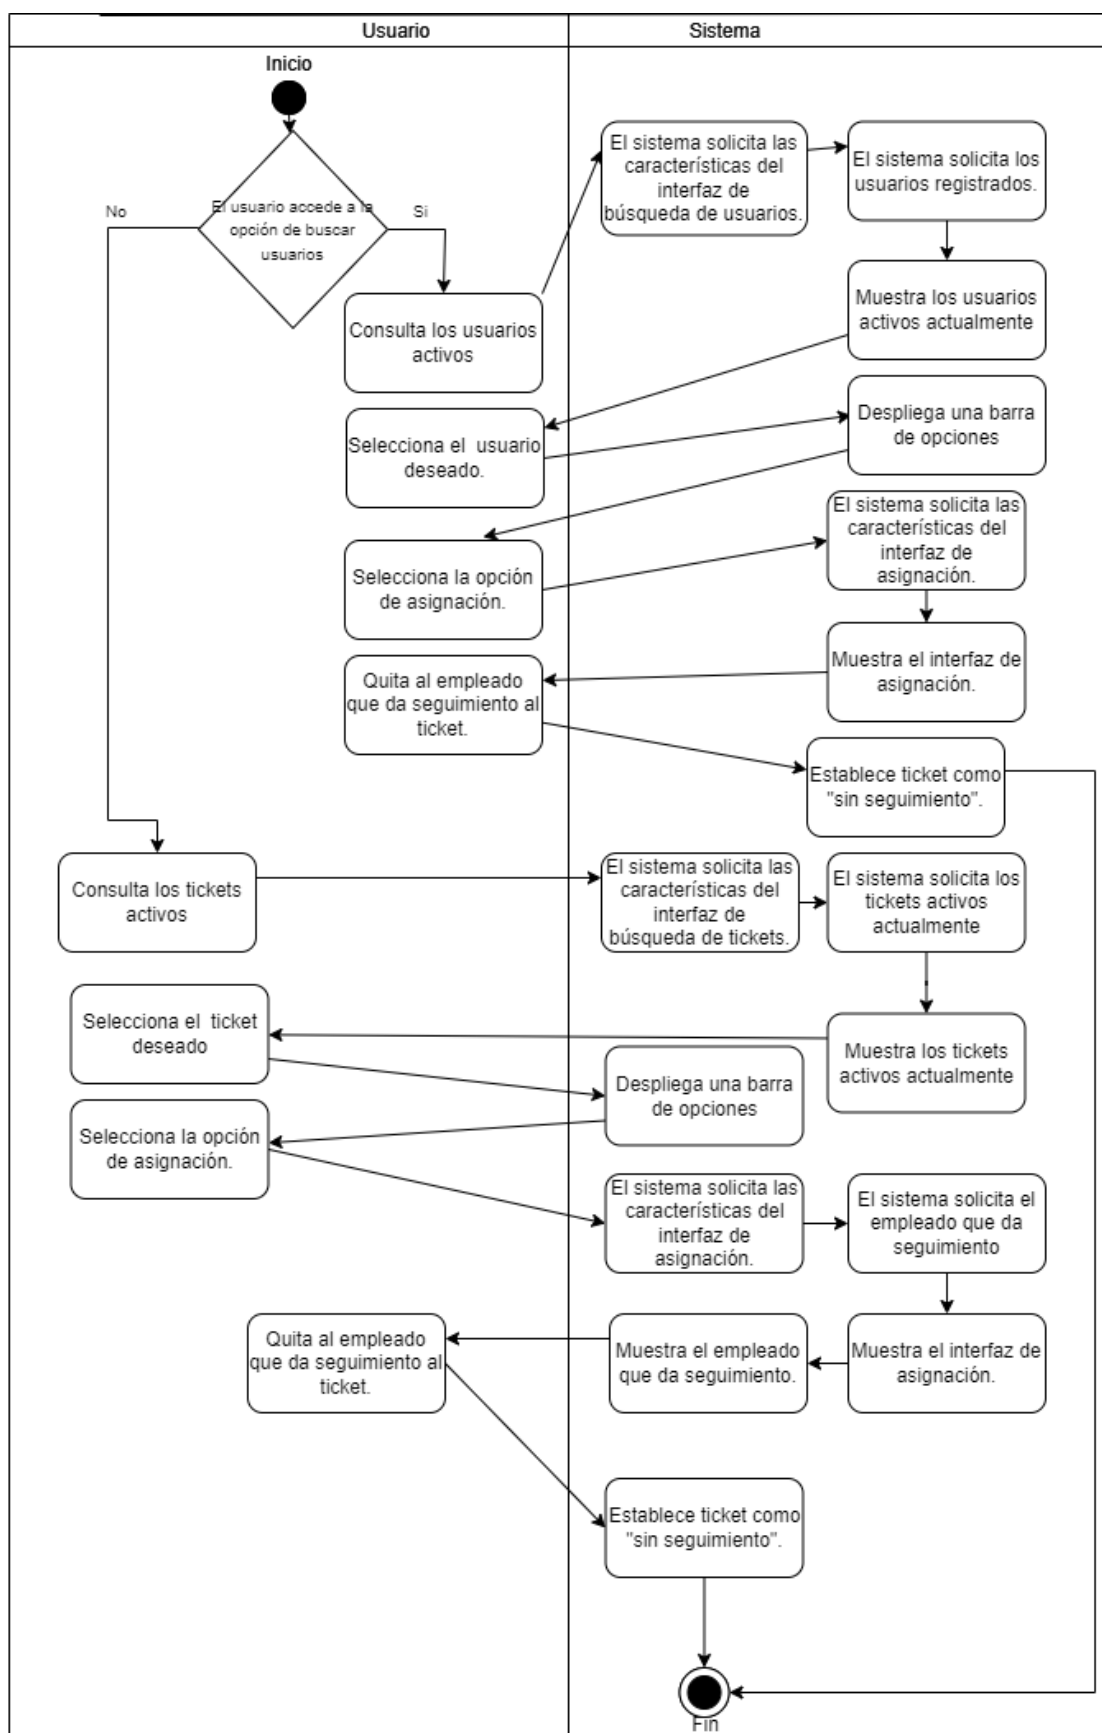 Usuario
Sistema
Inicio
El usuario accede a la
opción de buscar
usuarios
No
Si
El sistema solicita las
características del
interfaz de
búsqueda de usuarios.
El sistema solicita los
usuarios registrados.
Consulta los usuarios
activos
Muestra los usuarios
activos actualmente
Selecciona el usuario
deseado.
Despliega una barra
de opciones
Selecciona la opción
de asignación.
El sistema solicita las
características del
interfaz de
asignación.
Muestra el interfaz de
asignación.
Quita al empleado
que da seguimiento al
ticket.
Establece ticket como
"sin seguimiento".
Consulta los tickets
activos
El sistema solicita las
características del
interfaz de
búsqueda de tickets.
El sistema solicita los
tickets activos
actualmente
Selecciona el ticket
deseado
Muestra los tickets
activos actualmente
Despliega una barra
de opciones
Selecciona la opción
de asignación.
El sistema solicita las
características del
interfaz de
asignación.
El sistema solicita el
empleado que da
seguimiento
Muestra el interfaz de
asignación.
Muestra el empleado
que da seguimiento.
Quita al empleado
que da seguimiento al
ticket.
Establece ticket como
"sin seguimiento".
Fin